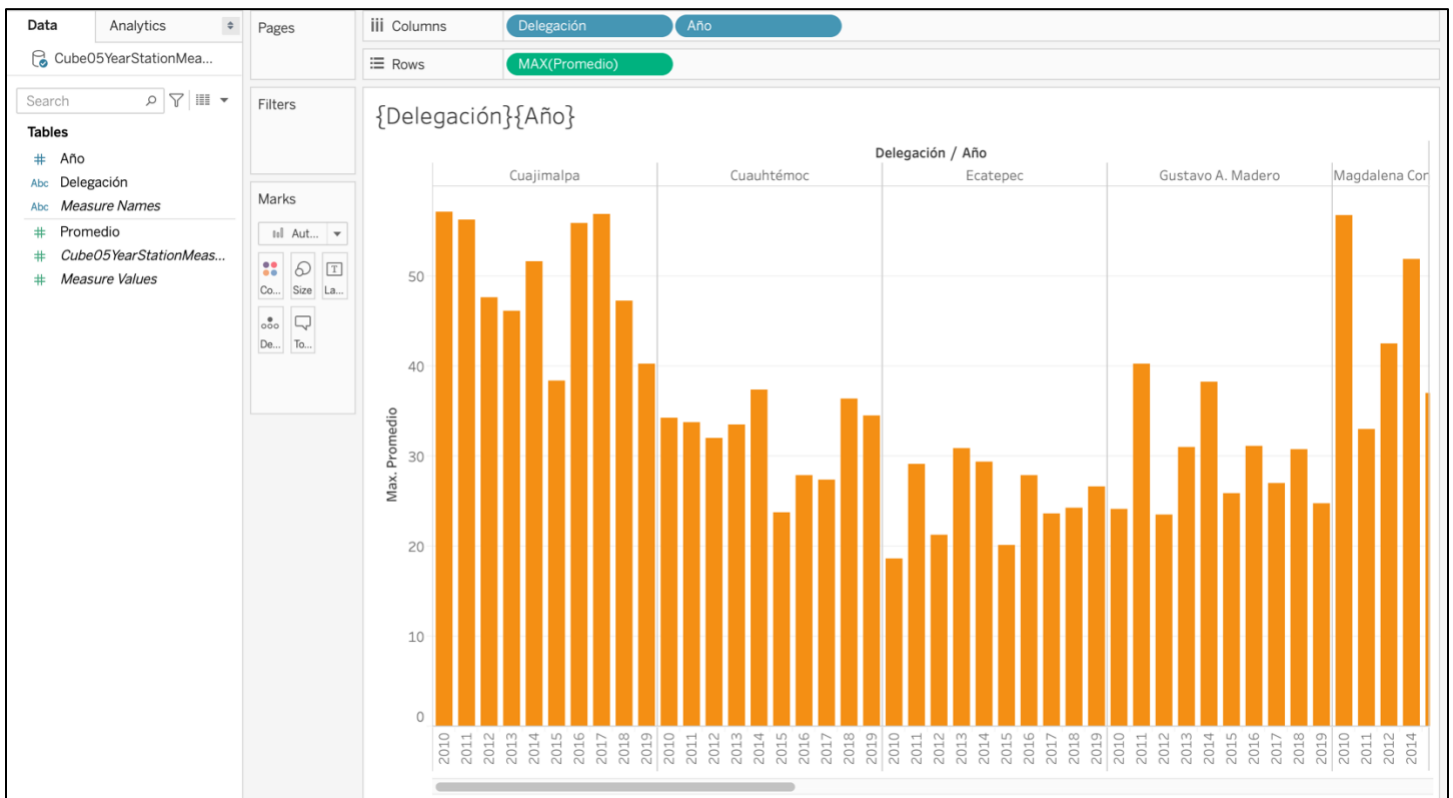 Data Analytics
Cube05YearStationMea...
Search
Tables
# Año
Abc Delegación
Abc Measure Names
# Promedio
# Cube05YearStationMeas...
# Measure Values
Pages
Filters
Marks
Aut...
Co... Size La...
De... To...
Columns Delegación Año
Rows MAX(Promedio)
{Delegación}{Año}
Delegación / Año
Cuajimalpa Cuauhtémoc Ecatepec Gustavo A. Madero Magdalena Con
Max. Promedio
50
40
30
20
10
0
2010 2011 2012 2013 2014 2015 2016 2017 2018 2019 2010 2011 2012 2013 2014 2015 2016 2017 2018 2019 2010 2011 2012 2013 2014 2015 2016 2017 2018 2019 2010 2011 2012 2013 2014 2015 2016 2017 2018 2019 2010 2011 2012 2014